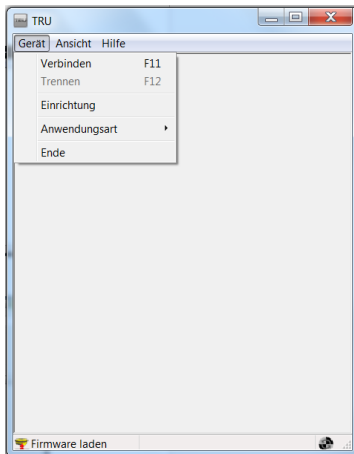 TRU
Gerät Ansicht Hilfe
Verbinden F11
Trennen F12
Einrichtung
Anwendungsart
Ende
Firmware laden